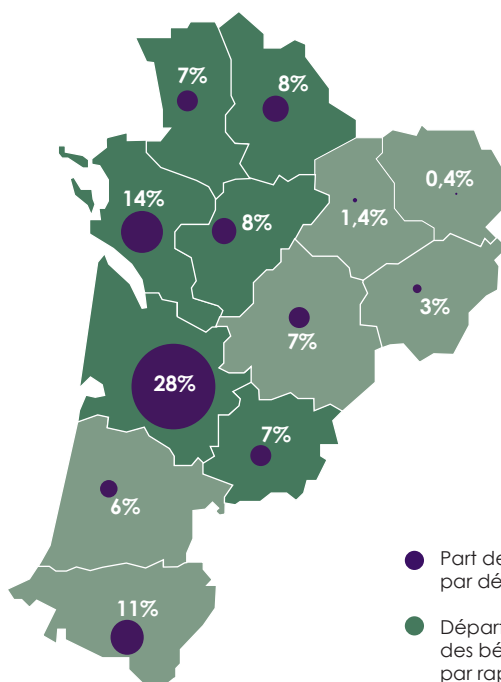 7%
8%
0,4%
14%
1,4%
8%
3%
7%
28%
7%
6%
11%
Part de
par dé
Départ
des bé
par rap